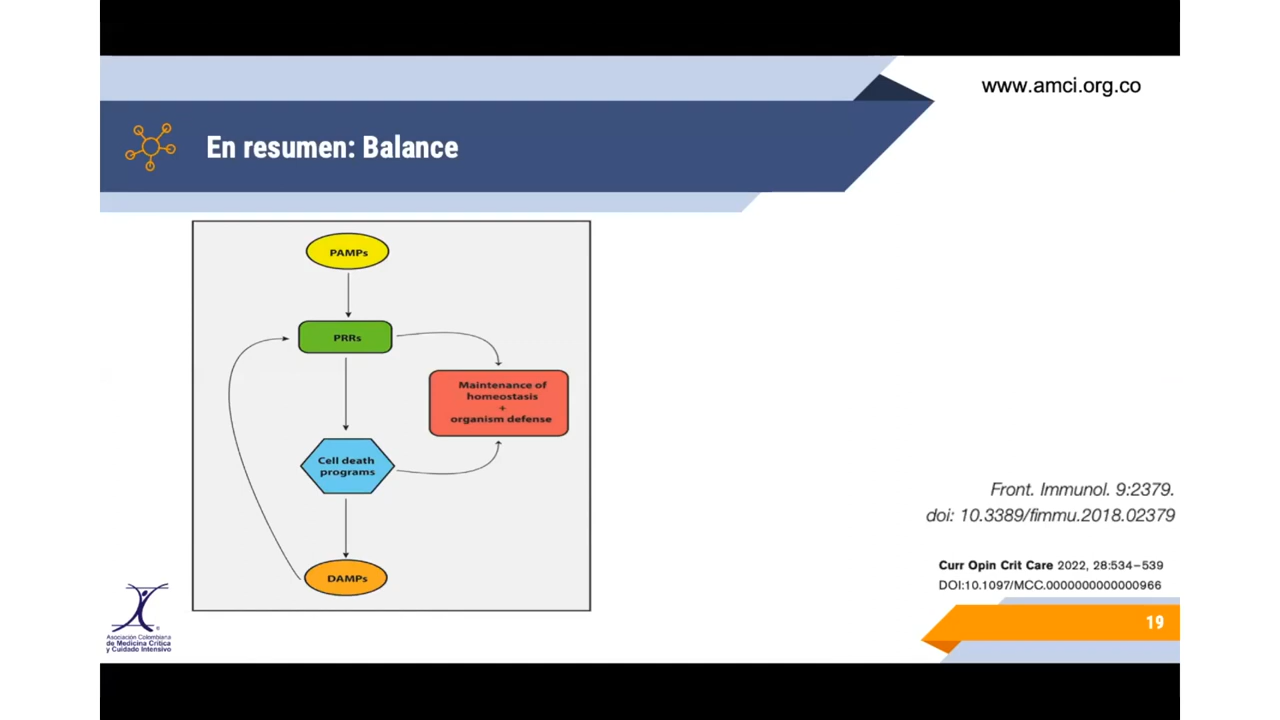 www.amci.org.co
En resumen: Balance
PAMPs
PRRs
Maintenance of
homeostasis
+
organism defense
Cell death
programs
DAMPs
Front. Immunol. 9:2379.
doi: 10.3389/fimmu.2018.02379
Curr Opin Crit Care 2022, 28:534–539
DOI:10.1097/MCC.0000000000000966
19
Asociación Colombiana
de Medicina Crítica
y Cuidado Intensivo